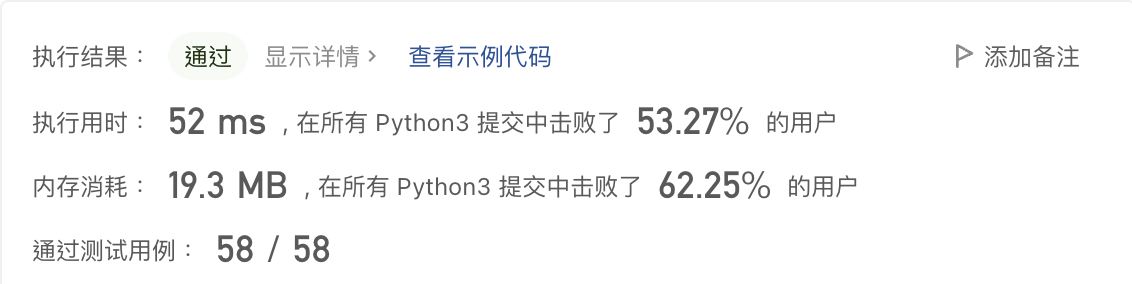 执行结果： 通过 显示详情 › 查看示例代码 添加备注
执行用时： 52 ms , 在所有 Python3 提交中击败了 53.27% 的用户
内存消耗： 19.3 MB , 在所有 Python3 提交中击败了 62.25% 的用户
通过测试用例： 58 / 58